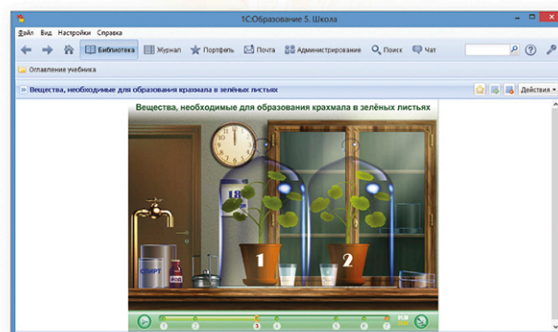 1С:Образование 5. Школа
Файл Вид Настройки Справка
Библиотека Журнал Портфель Почта Администрирование Поиск Чат
Оглавление учебника
Вещества, необходимые для образования крахмала в зелёных листьях Действия
Вещества, необходимые для образования крахмала в зелёных листьях
18
СПИРТ
ЙОД
1 2
1 2 3 4 5 6 7